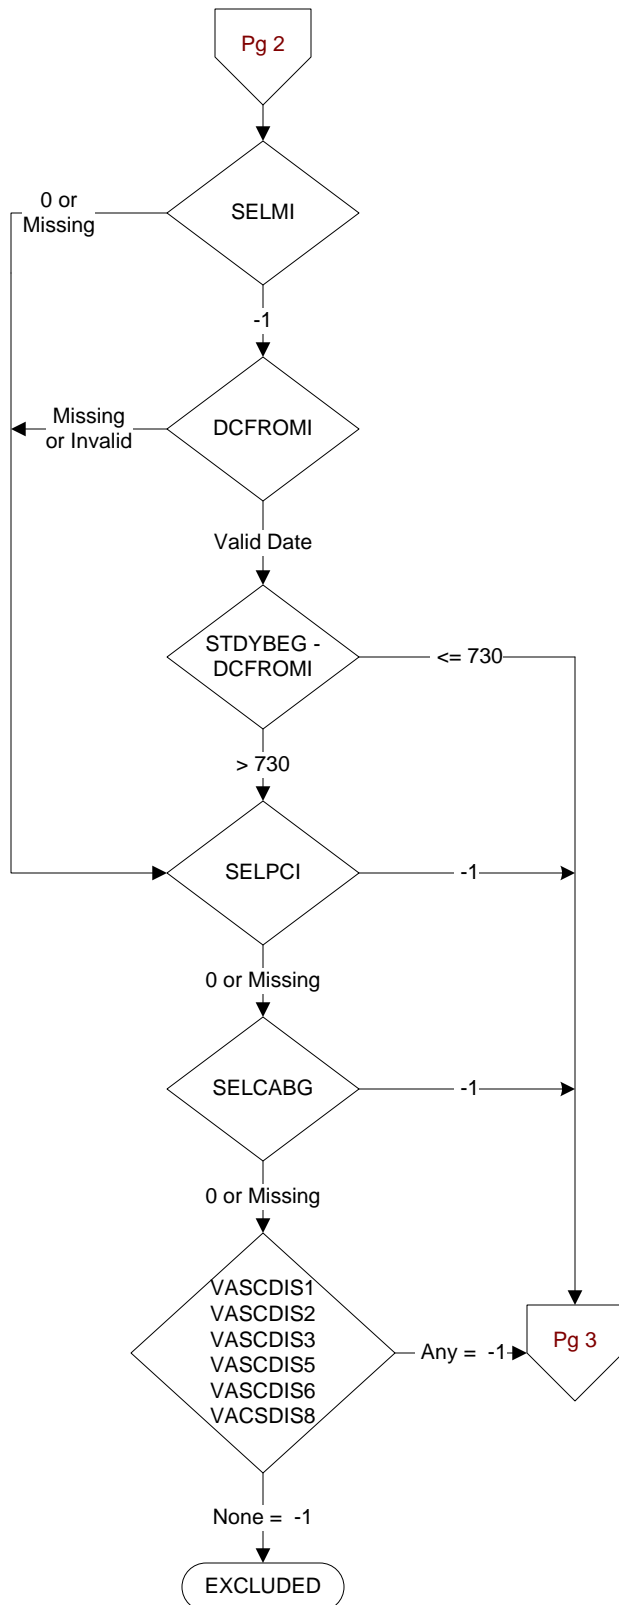 Pg 2
SELMI
0 or
Missing
-1
DCFROMI
Missing
or Invalid
Valid Date
STDYBEG -
DCFROMI
<= 730
> 730
SELPCI
-1
0 or Missing
SELCABG
-1
0 or Missing
VASCDIS1
VASCDIS2
VASCDIS3
VASCDIS5
VASCDIS6
VACSDIS8
Any = -1
Pg 3
None = -1
EXCLUDED